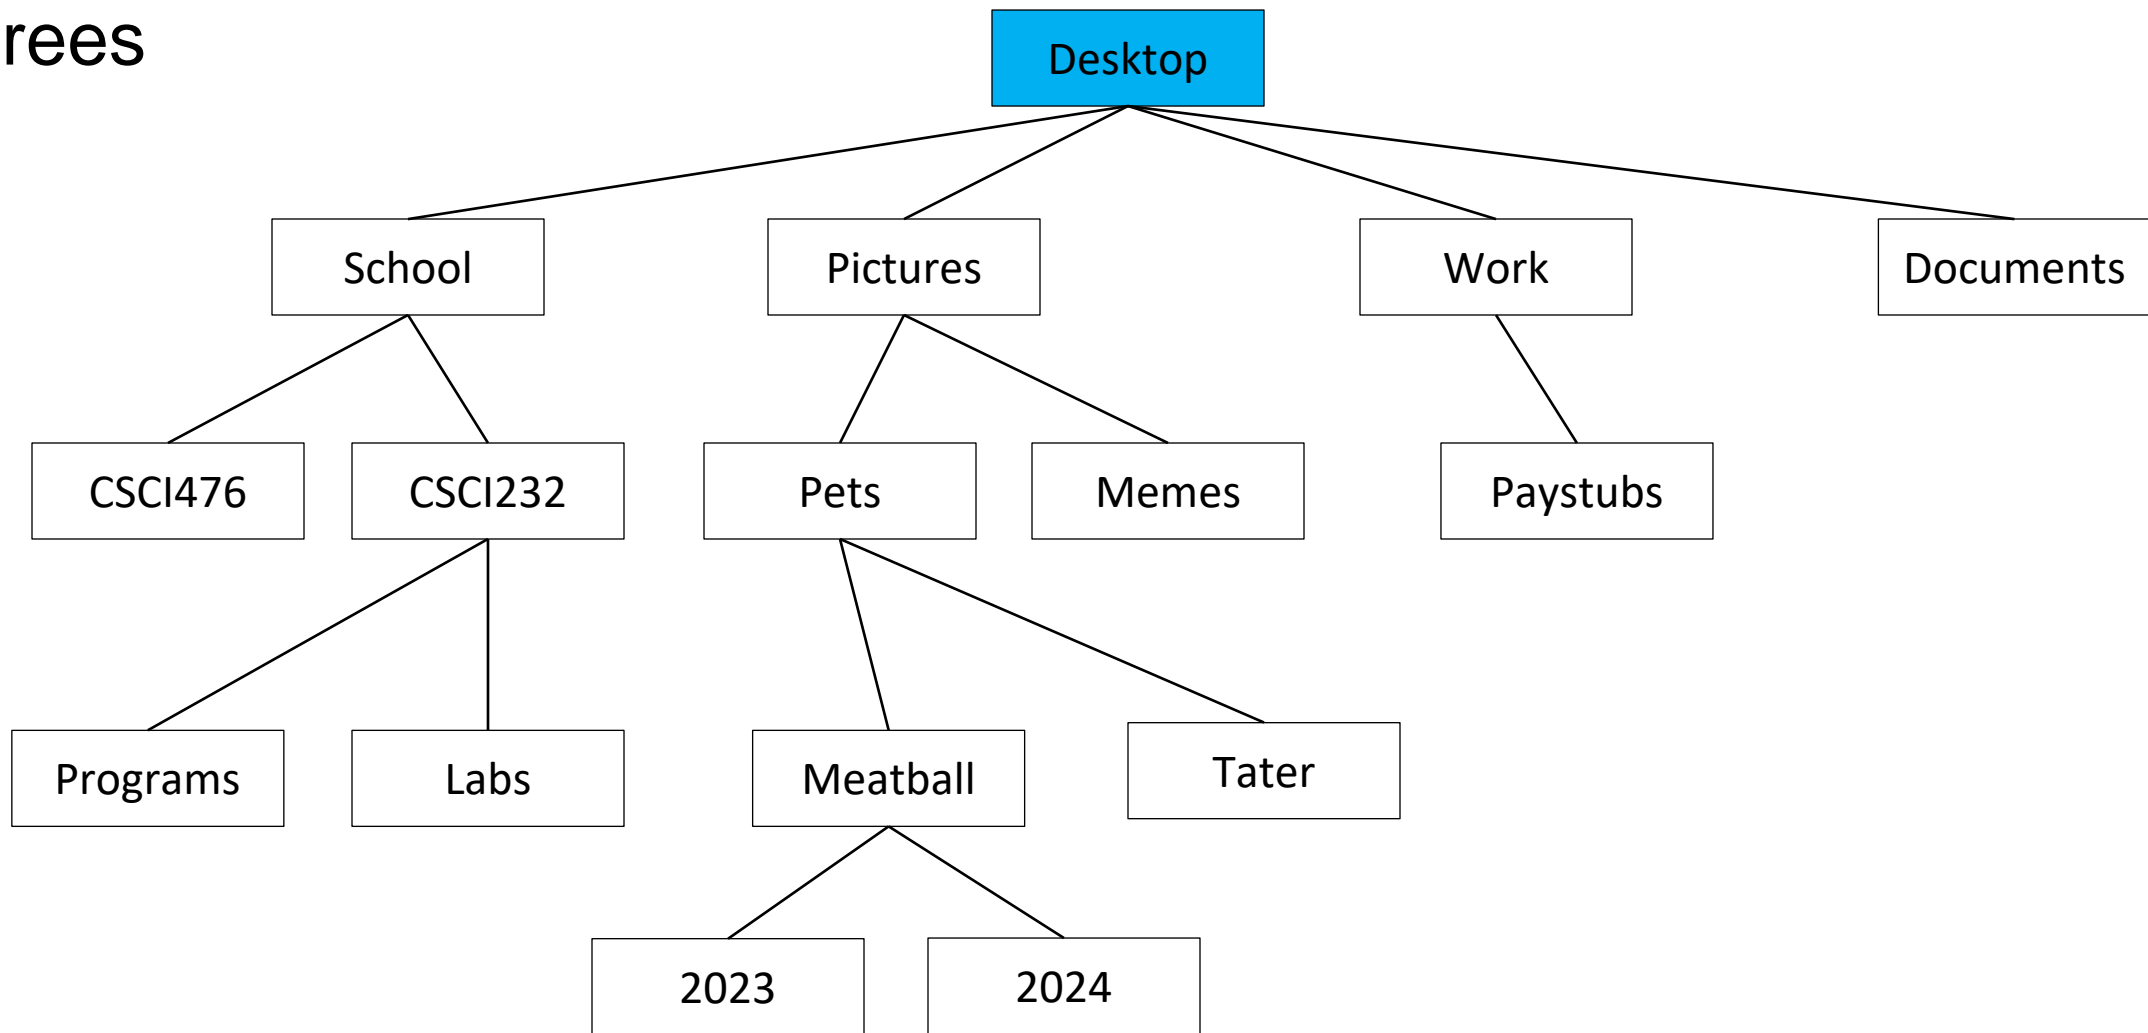 rees
Desktop
School
Pictures
Work
Documents
CSCI476
CSCI232
Pets
Memes
Paystubs
Programs
Labs
Meatball
Tater
2023
2024